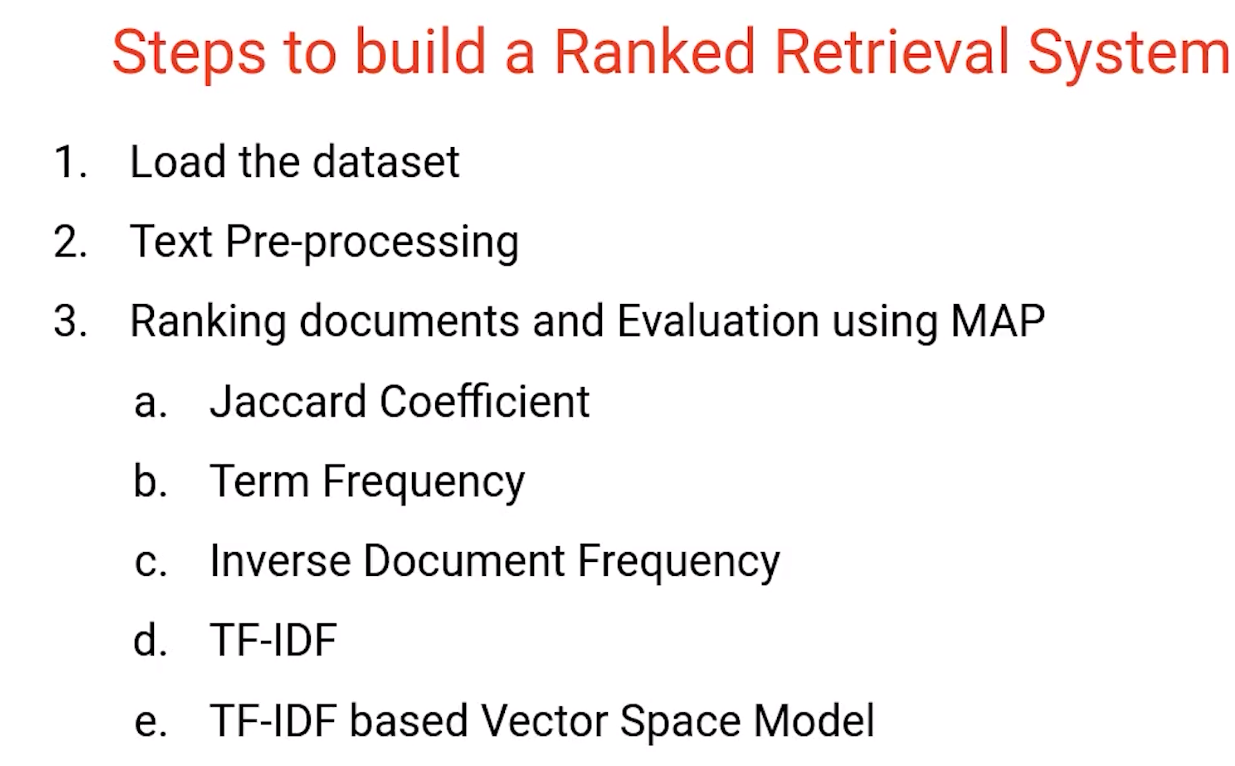 Steps to build a Ranked Retrieval System
1. Load the dataset
2. Text Pre-processing
3. Ranking documents and Evaluation using MAP
a. Jaccard Coefficient
b. Term Frequency
c. Inverse Document Frequency
d. TF-IDF
e. TF-IDF based Vector Space Model